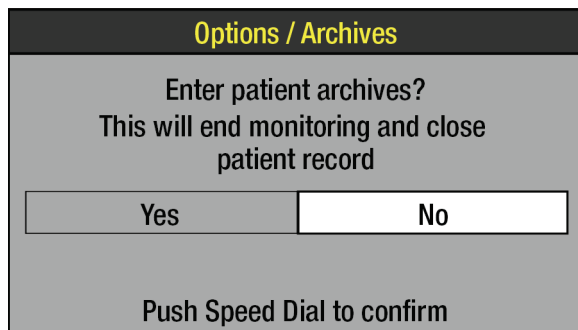 Options / Archives
Enter patient archives?
This will end monitoring and close
patient record
Yes
No
Push Speed Dial to confirm